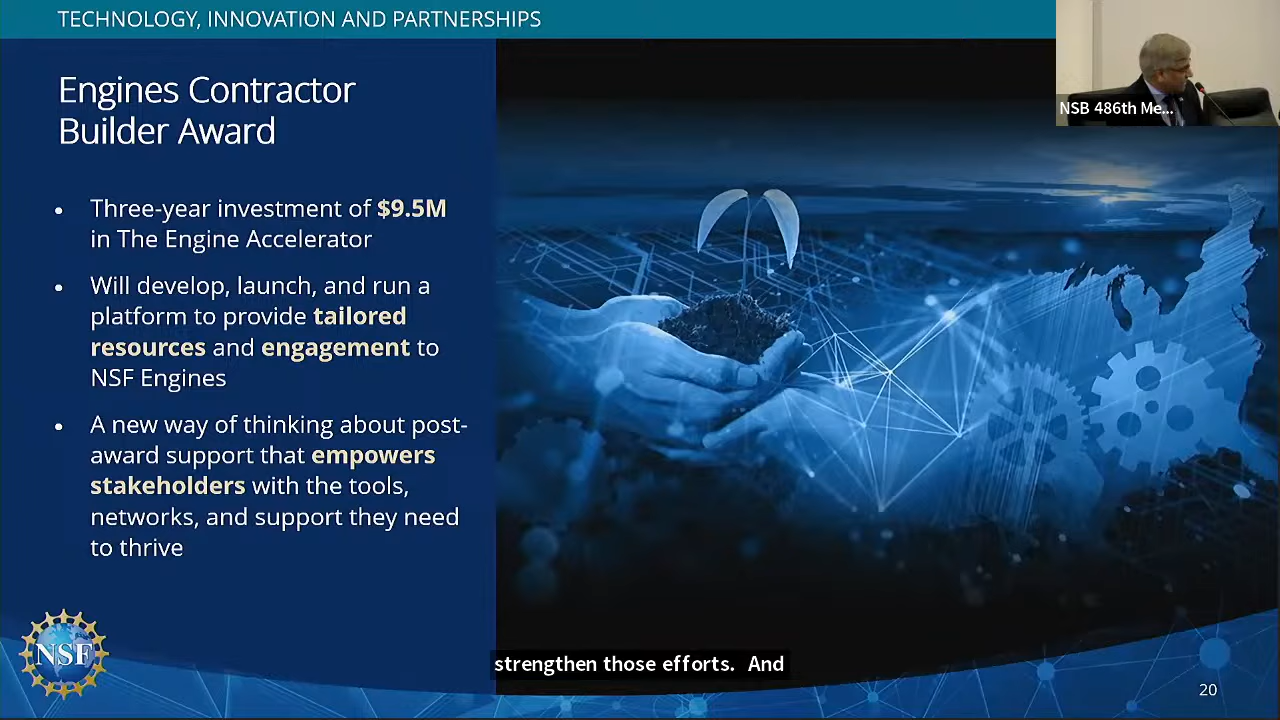 TECHNOLOGY, INNOVATION AND PARTNERSHIPS
NSB 486th Me...
Engines Contractor
Builder Award
• Three-year investment of $9.5M
in The Engine Accelerator
• Will develop, launch, and run a
platform to provide tailored
resources and engagement to
NSF Engines
• A new way of thinking about post-
award support that empowers
stakeholders with the tools,
networks, and support they need
to thrive
NSF
strengthen those efforts. And
20